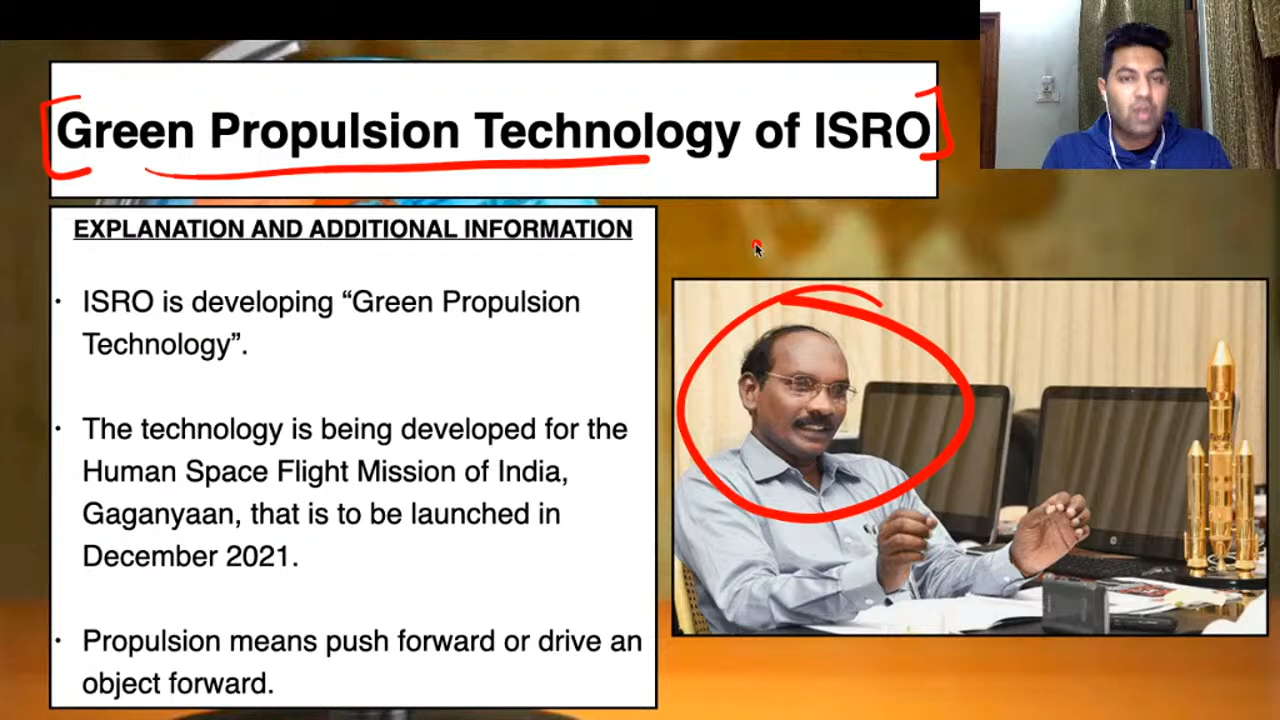 Green Propulsion Technology of ISRO
EXPLANATION AND ADDITIONAL INFORMATION
• ISRO is developing “Green Propulsion
Technology”.
• The technology is being developed for the
Human Space Flight Mission of India,
Gaganyaan, that is to be launched in
December 2021.
• Propulsion means push forward or drive an
object forward.